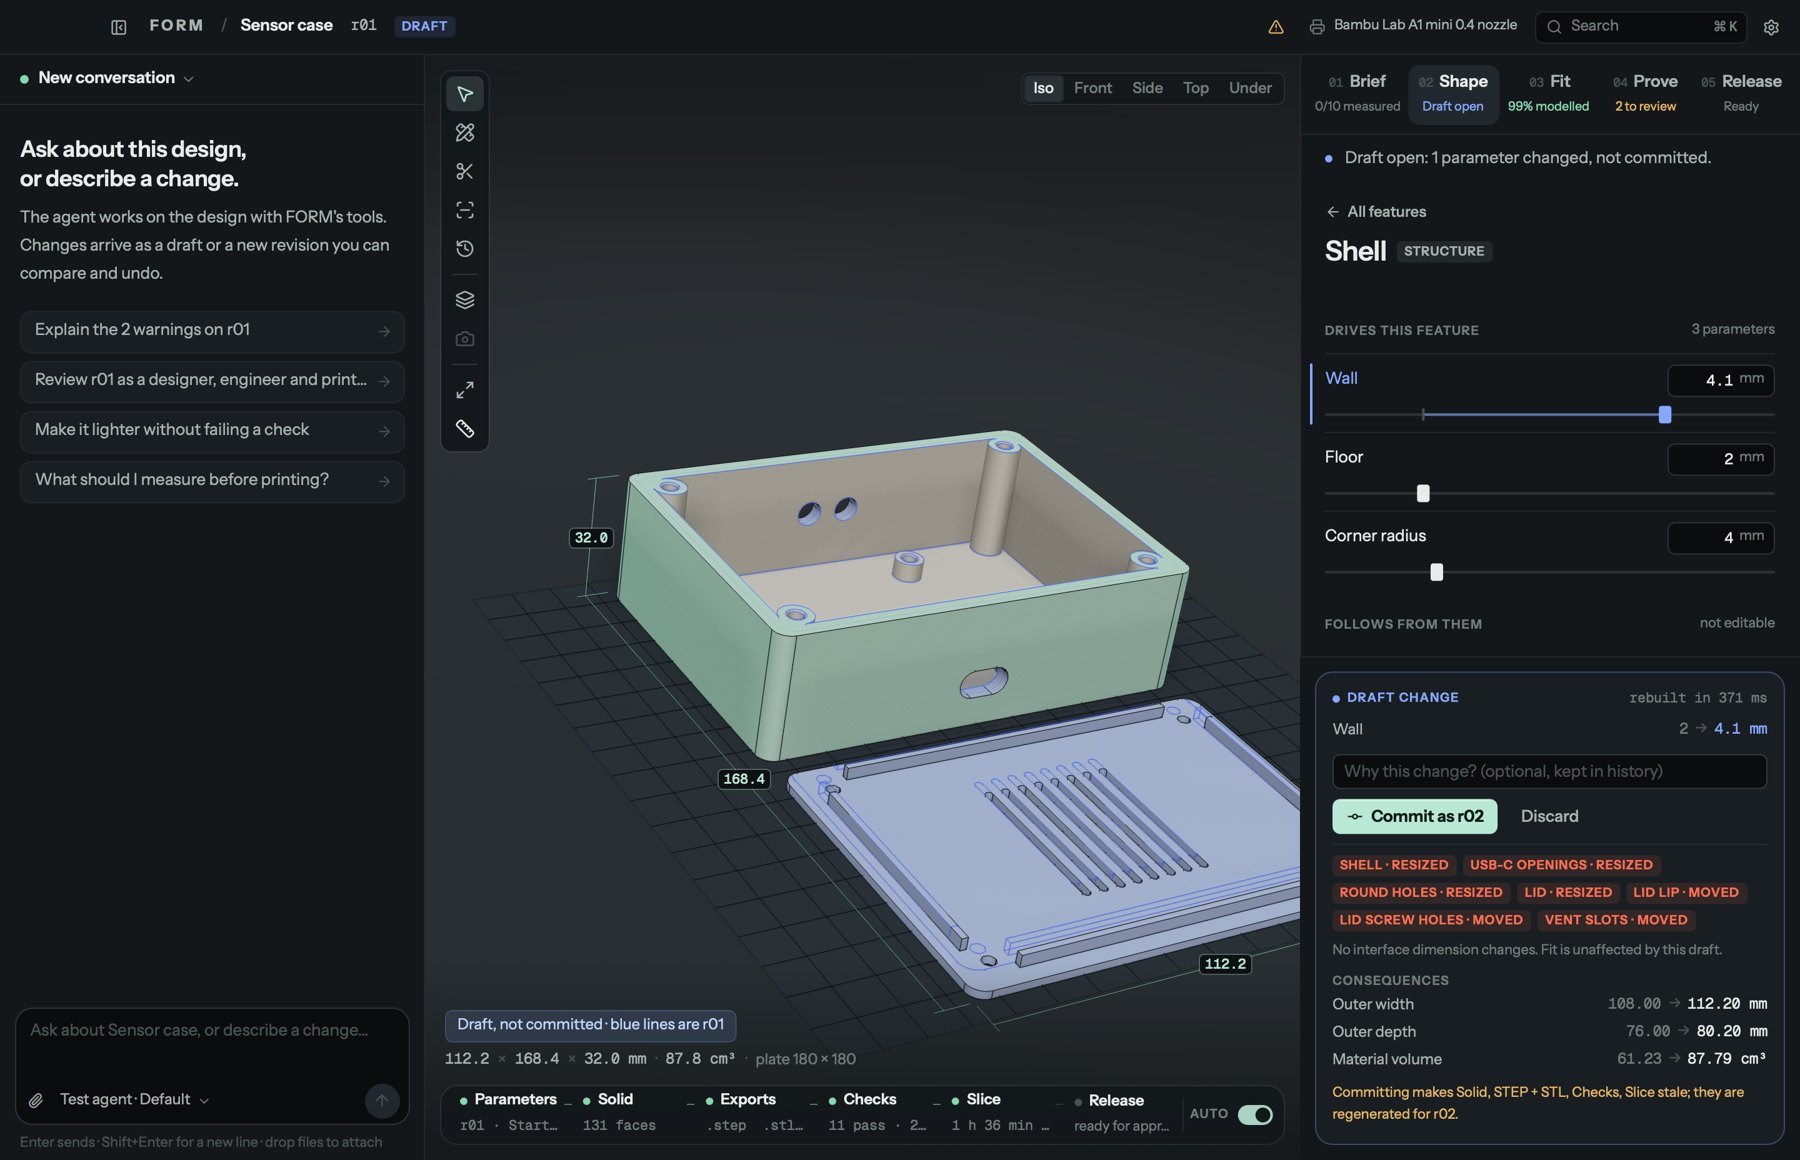 FORM / Sensor case r01 DRAFT
Bambu Lab A1 mini 0.4 nozzle
Search ⌘ K
New conversation
Ask about this design,
or describe a change.
The agent works on the design with FORM's tools.
Changes arrive as a draft or a new revision you can
compare and undo.
Explain the 2 warnings on r01
Review r01 as a designer, engineer and print...
Make it lighter without failing a check
What should I measure before printing?
Ask about Sensor case, or describe a change...
Test agent · Default
Enter sends · Shift+Enter for a new line · drop files to attach
Iso Front Side Top Under
32.0
168.4
112.2
Draft, not committed · blue lines are r01
112.2 × 168.4 × 32.0 mm · 87.8 cm³ · plate 180 × 180
Parameters
r01 · Start…
Solid
131 faces
Exports
.step .stl…
Checks
11 pass · 2…
Slice
1 h 36 min …
Release
ready for appr…
AUTO
01 Brief
0/10 measured
02 Shape
Draft open
03 Fit
99% modelled
04 Prove
2 to review
05 Release
Ready
Draft open: 1 parameter changed, not committed.
← All features
Shell STRUCTURE
DRIVES THIS FEATURE 3 parameters
Wall 4.1 mm
Floor 2 mm
Corner radius 4 mm
FOLLOWS FROM THEM not editable
DRAFT CHANGE rebuilt in 371 ms
Wall 2 → 4.1 mm
Why this change? (optional, kept in history)
Commit as r02 Discard
SHELL · RESIZED USB-C OPENINGS · RESIZED
ROUND HOLES · RESIZED LID · RESIZED LID LIP · MOVED
LID SCREW HOLES · MOVED VENT SLOTS · MOVED
No interface dimension changes. Fit is unaffected by this draft.
CONSEQUENCES
Outer width 108.00 → 112.20 mm
Outer depth 76.00 → 80.20 mm
Material volume 61.23 → 87.79 cm³
Committing makes Solid, STEP + STL, Checks, Slice stale; they are
regenerated for r02.